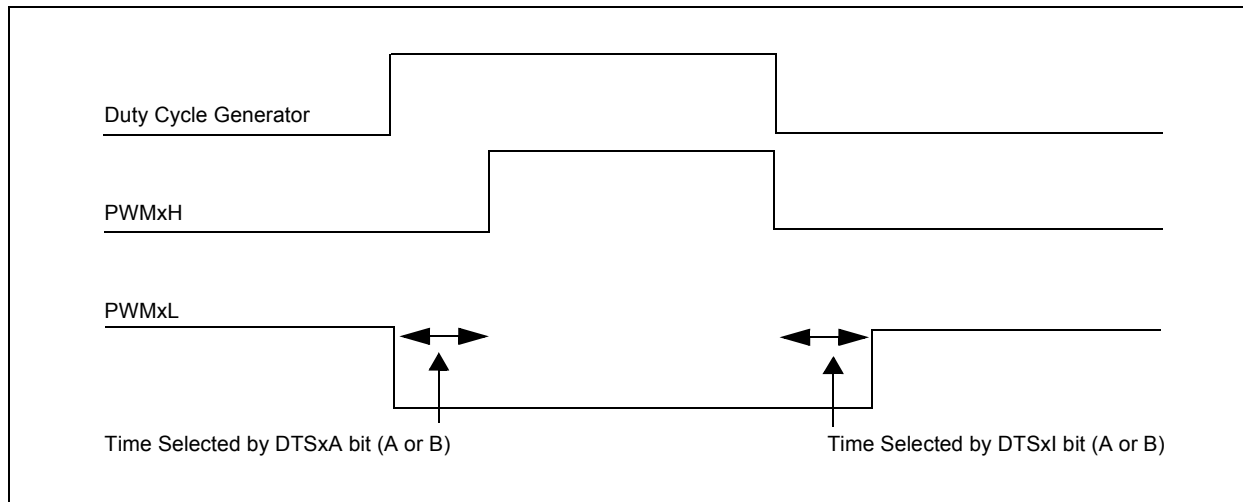 Duty Cycle Generator
PWMxH
PWMxL
Time Selected by DTSxA bit (A or B)
Time Selected by DTSxI bit (A or B)